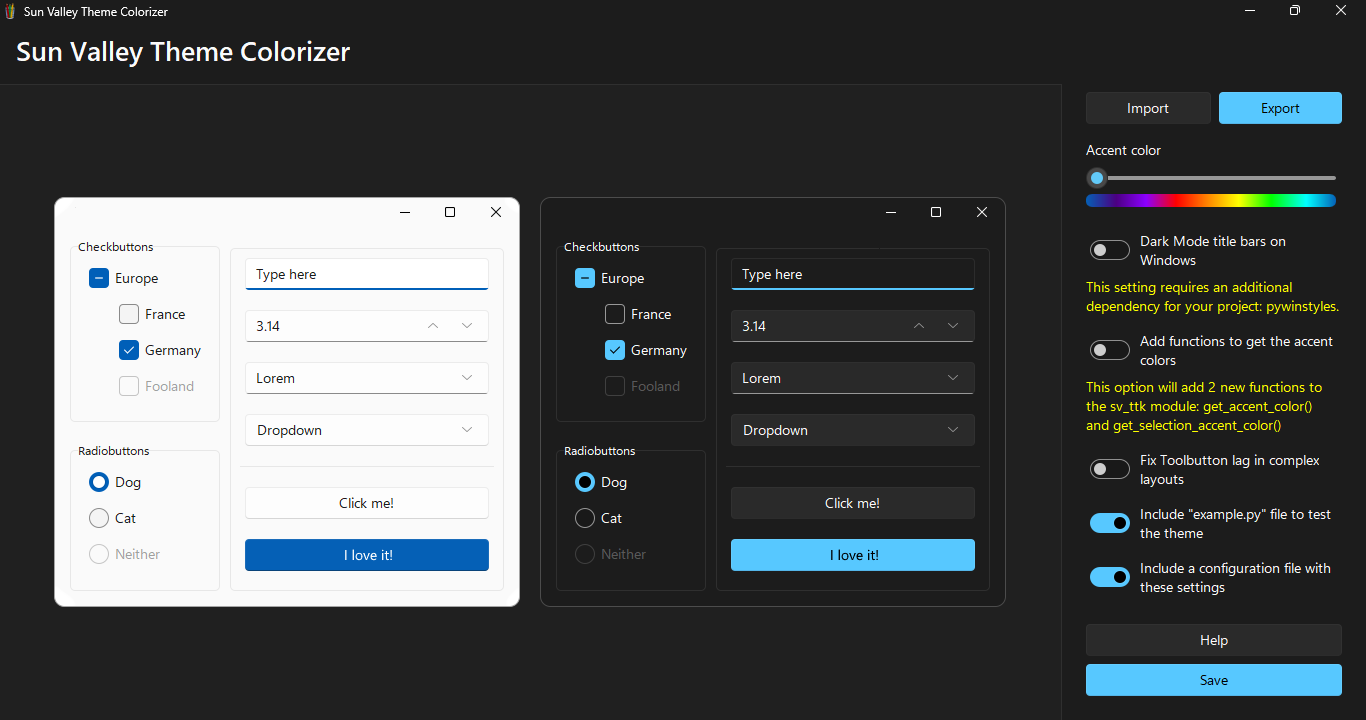 Sun Valley Theme Colorizer
Sun Valley Theme Colorizer
Checkbuttons
Europe
France
Germany
Fooland
Radiobuttons
Dog
Cat
Neither
Type here
3.14
Lorem
Dropdown
Click me!
I love it!
Checkbuttons
Europe
France
Germany
Fooland
Radiobuttons
Dog
Cat
Neither
Type here
3.14
Lorem
Dropdown
Click me!
I love it!
Import
Export
Accent color
Dark Mode title bars on
Windows
This setting requires an additional
dependency for your project: pywinstyles.
Add functions to get the accent
colors
This option will add 2 new functions to
the sv_ttk module: get_accent_color()
and get_selection_accent_color()
Fix Toolbutton lag in complex
layouts
Include "example.py" file to test
the theme
Include a configuration file with
these settings
Help
Save